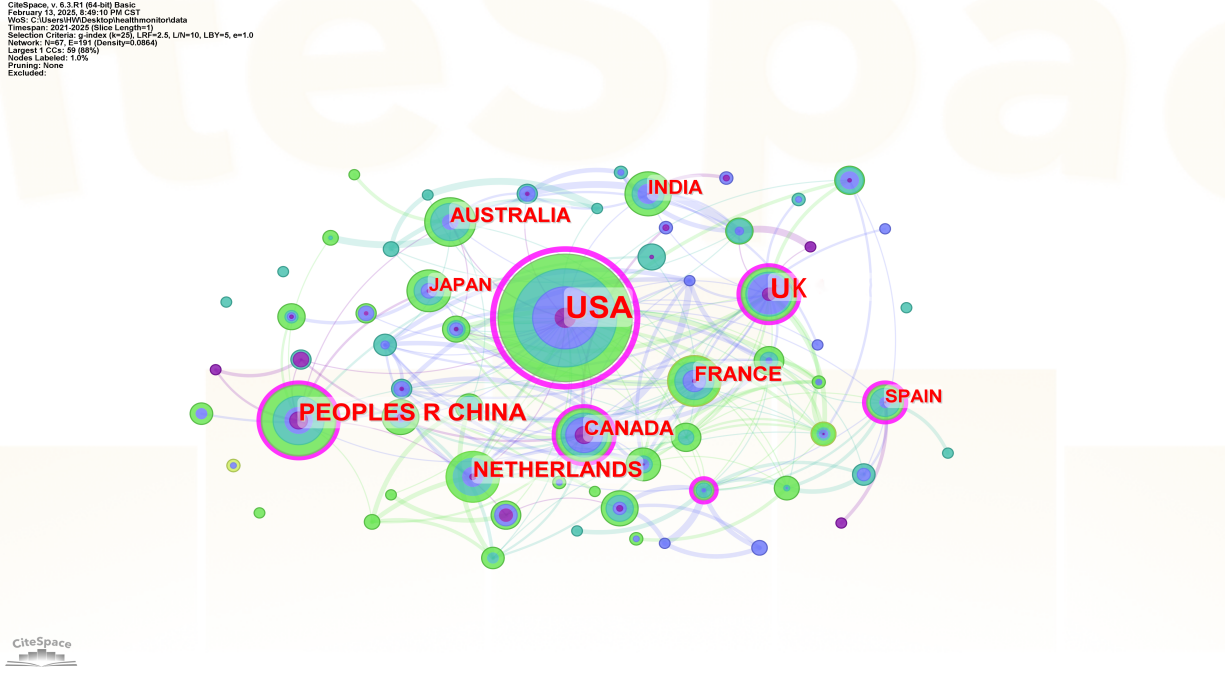 CiteSpace, v. 6.3.R1 (64-bit) Basic
February 13, 2025, 8:49:10 PM CST
WoS: C:\Users\HW\Desktop\healthmonitor\data
Timespan: 2021-2025 (Slice Length=1)
Selection Criteria: g-index (k=25), LRF=2.5, L/N=10, LBY=5, e=1.0
Network: N=67, E=191 (Density=0.0864)
Largest 1 CCs: 59 (88%)
Nodes Labeled: 1.0%
Pruning: None
Excluded:
CiteSpace
INDIA
AUSTRALIA
JAPAN
UK
USA
FRANCE
SPAIN
PEOPLES R CHINA
CANADA
NETHERLANDS
CiteSpace